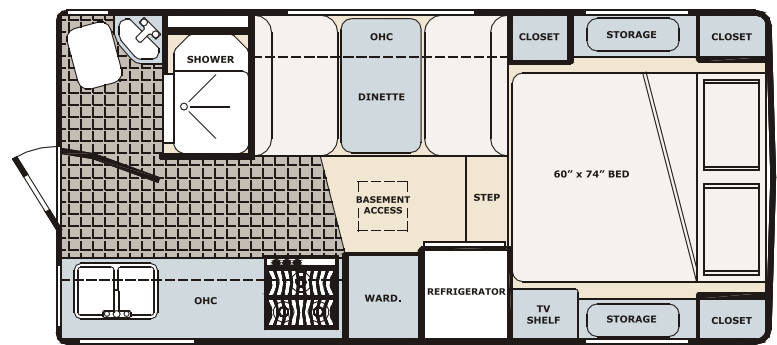 OHC
CLOSET
STORAGE
CLOSET
SHOWER
DINETTE
60” x 74” BED
BASEMENT
ACCESS
STEP
OHC
WARD.
REFRIGERATOR
TV
SHELF
STORAGE
CLOSET